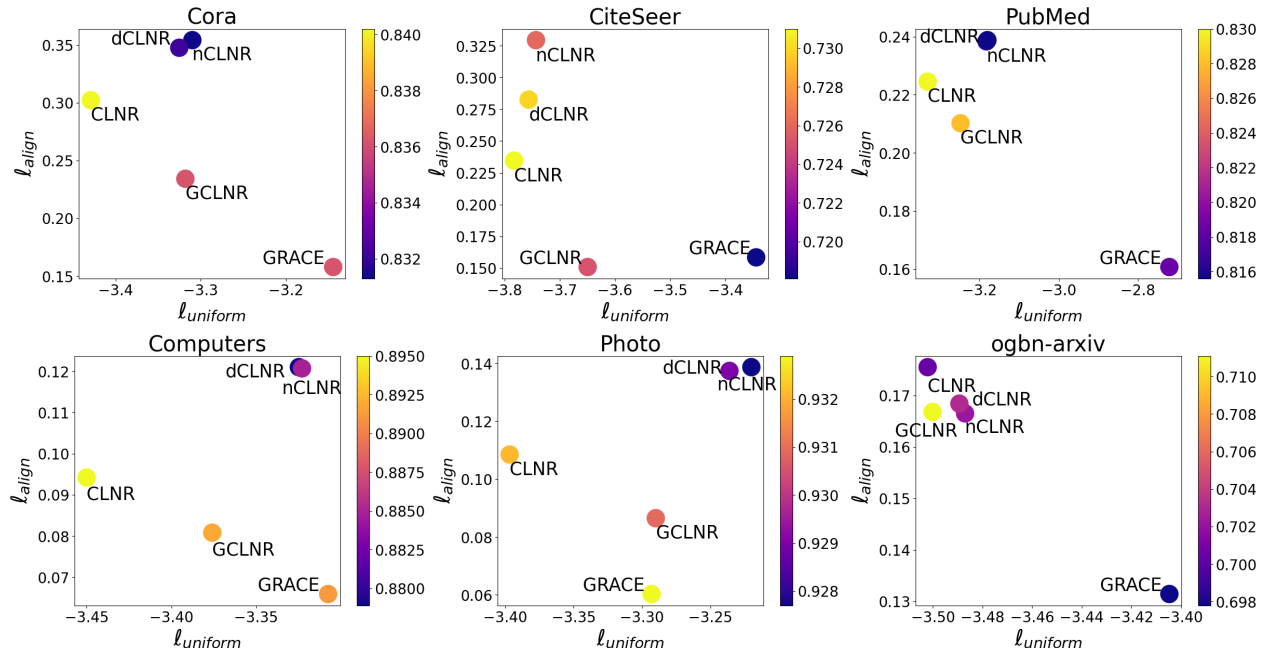 Cora
0.35
0.30
0.25
0.20
0.15
ℓalign
dCLNR
nCLNR
CLNR
GCLNR
GRACE
−3.4
−3.3
−3.2
ℓuniform
0.840
0.838
0.836
0.834
0.832
CiteSeer
0.325
0.300
0.275
0.250
0.225
0.200
0.175
0.150
ℓalign
nCLNR
dCLNR
CLNR
GCLNR
GRACE
−3.8
−3.7
−3.6
−3.5
−3.4
ℓuniform
0.730
0.728
0.726
0.724
0.722
0.720
PubMed
0.24
0.22
0.20
0.18
0.16
ℓalign
dCLNR
nCLNR
CLNR
GCLNR
GRACE
−3.2
−3.0
−2.8
ℓuniform
0.830
0.828
0.826
0.824
0.822
0.820
0.818
0.816
Computers
0.12
0.11
0.10
0.09
0.08
0.07
ℓalign
dCLNR
nCLNR
CLNR
GCLNR
GRACE
−3.45
−3.40
−3.35
ℓuniform
0.8950
0.8925
0.8900
0.8875
0.8850
0.8825
0.8800
Photo
0.14
0.12
0.10
0.08
0.06
ℓalign
dCLNR
nCLNR
CLNR
GCLNR
GRACE
−3.40
−3.35
−3.30
−3.25
ℓuniform
0.932
0.931
0.930
0.929
0.928
ogbn-arxiv
0.17
0.16
0.15
0.14
0.13
ℓalign
CLNR
dCLNR
GCLNR
nCLNR
GRACE
−3.50
−3.48
−3.46
−3.44
−3.42
−3.40
ℓuniform
0.710
0.708
0.706
0.704
0.702
0.700
0.698